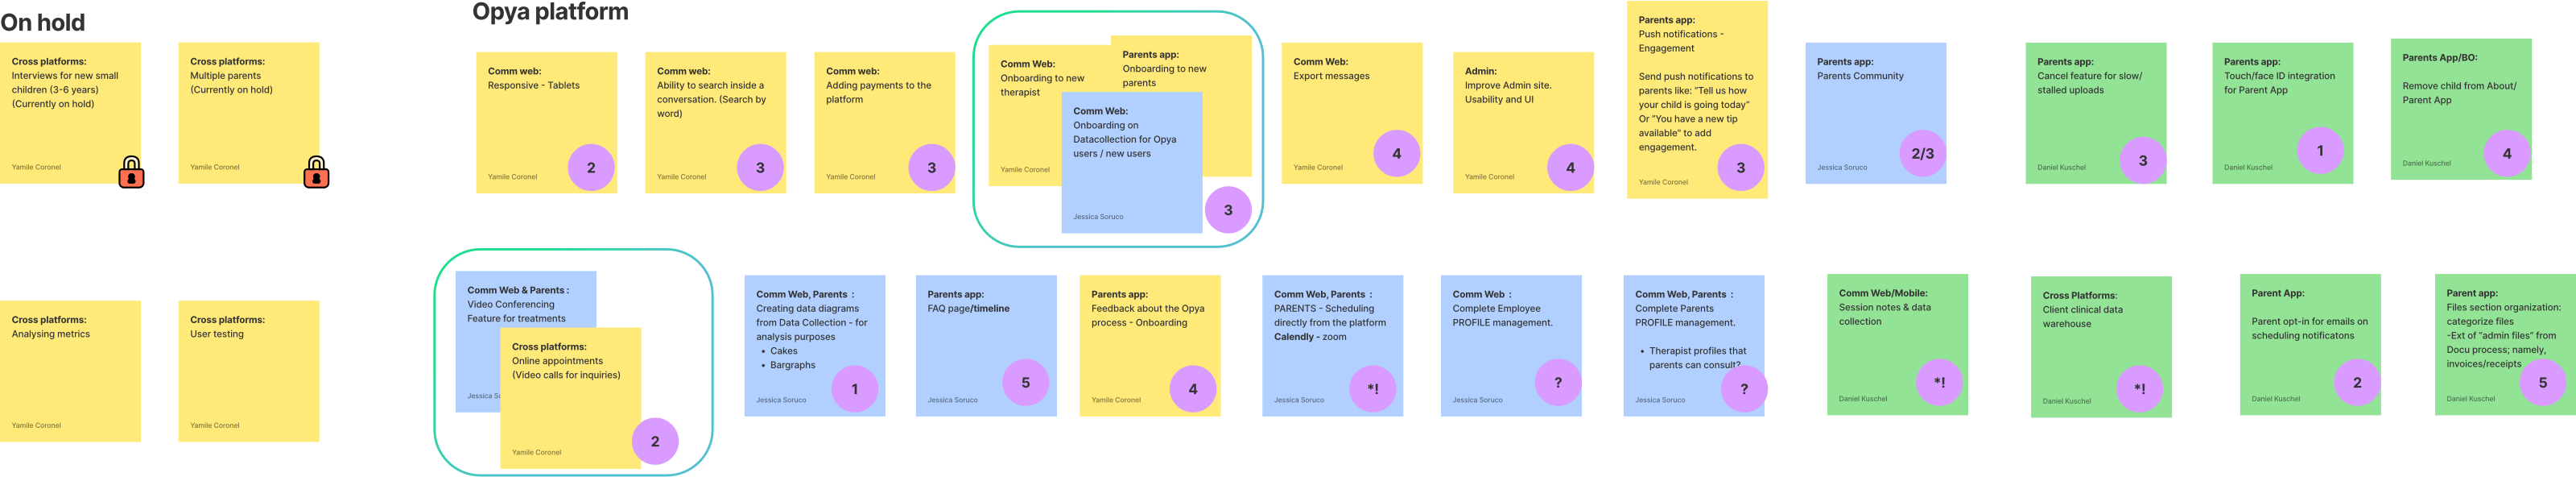 On hold
Opya platform
Cross platforms:
Interviews for new small
children (3-6 years)
(Currently on hold)
Yamile Coronel
Cross platforms:
Multiple parents
(Currently on hold)
Yamile Coronel
Comm web:
Responsive - Tablets
Yamile Coronel
2
Comm web:
Ability to search inside a
conversation. (Search by
word)
Yamile Coronel
3
Comm web:
Adding payments to the
platform
Yamile Coronel
3
Comm Web:
Onboarding to new
therapist
Yamile Coronel
Parents app:
Onboarding to new
parents
Comm Web:
Onboarding on
Datacollection for Opya
users / new users
Jessica Soruco
3
Comm Web:
Export messages
Yamile Coronel
4
Admin:
Improve Admin site.
Usability and UI
Yamile Coronel
4
Parents app:
Push notifications -
Engagement
Send push notifications to
parents like: “Tell us how
your child is going today”
Or “You have a new tip
available" to add
engagement.
Yamile Coronel
3
Parents app:
Parents Community
Jessica Soruco
2/3
Parents app:
Cancel feature for slow/
stalled uploads
Daniel Kuschel
3
Parents app:
Touch/face ID integration
for Parent App
Daniel Kuschel
1
Parents App/BO:
Remove child from About/
Parent App
Daniel Kuschel
4
Cross platforms:
Analysing metrics
Yamile Coronel
Cross platforms:
User testing
Yamile Coronel
Comm Web & Parents :
Video Conferencing
Feature for treatments
Jessica So
Cross platforms:
Online appointments
(Video calls for inquiries)
Yamile Coronel
2
Comm Web, Parents :
Creating data diagrams
from Data Collection - for
analysis purposes
• Cakes
• Bargraphs
Jessica Soruco
1
Parents app:
FAQ page/timeline
Jessica Soruco
5
Parents app:
Feedback about the Opya
process - Onboarding
Yamile Coronel
4
Comm Web, Parents :
PARENTS - Scheduling
directly from the platform
Calendly - zoom
Jessica Soruco
*!
Comm Web :
Complete Employee
PROFILE management.
Jessica Soruco
?
Comm Web, Parents :
Complete Parents
PROFILE management.
• Therapist profiles that
parents can consult?
Jessica Soruco
?
Comm Web/Mobile:
Session notes & data
collection
Daniel Kuschel
*!
Cross Platforms:
Client clinical data
warehouse
Daniel Kuschel
*!
Parent App:
Parent opt-in for emails on
scheduling notificatons
Daniel Kuschel
2
Parent app:
Files section organization:
categorize files
-Ext of “admin files” from
Docu process; namely,
invoices/receipts
Daniel Kuschel
5